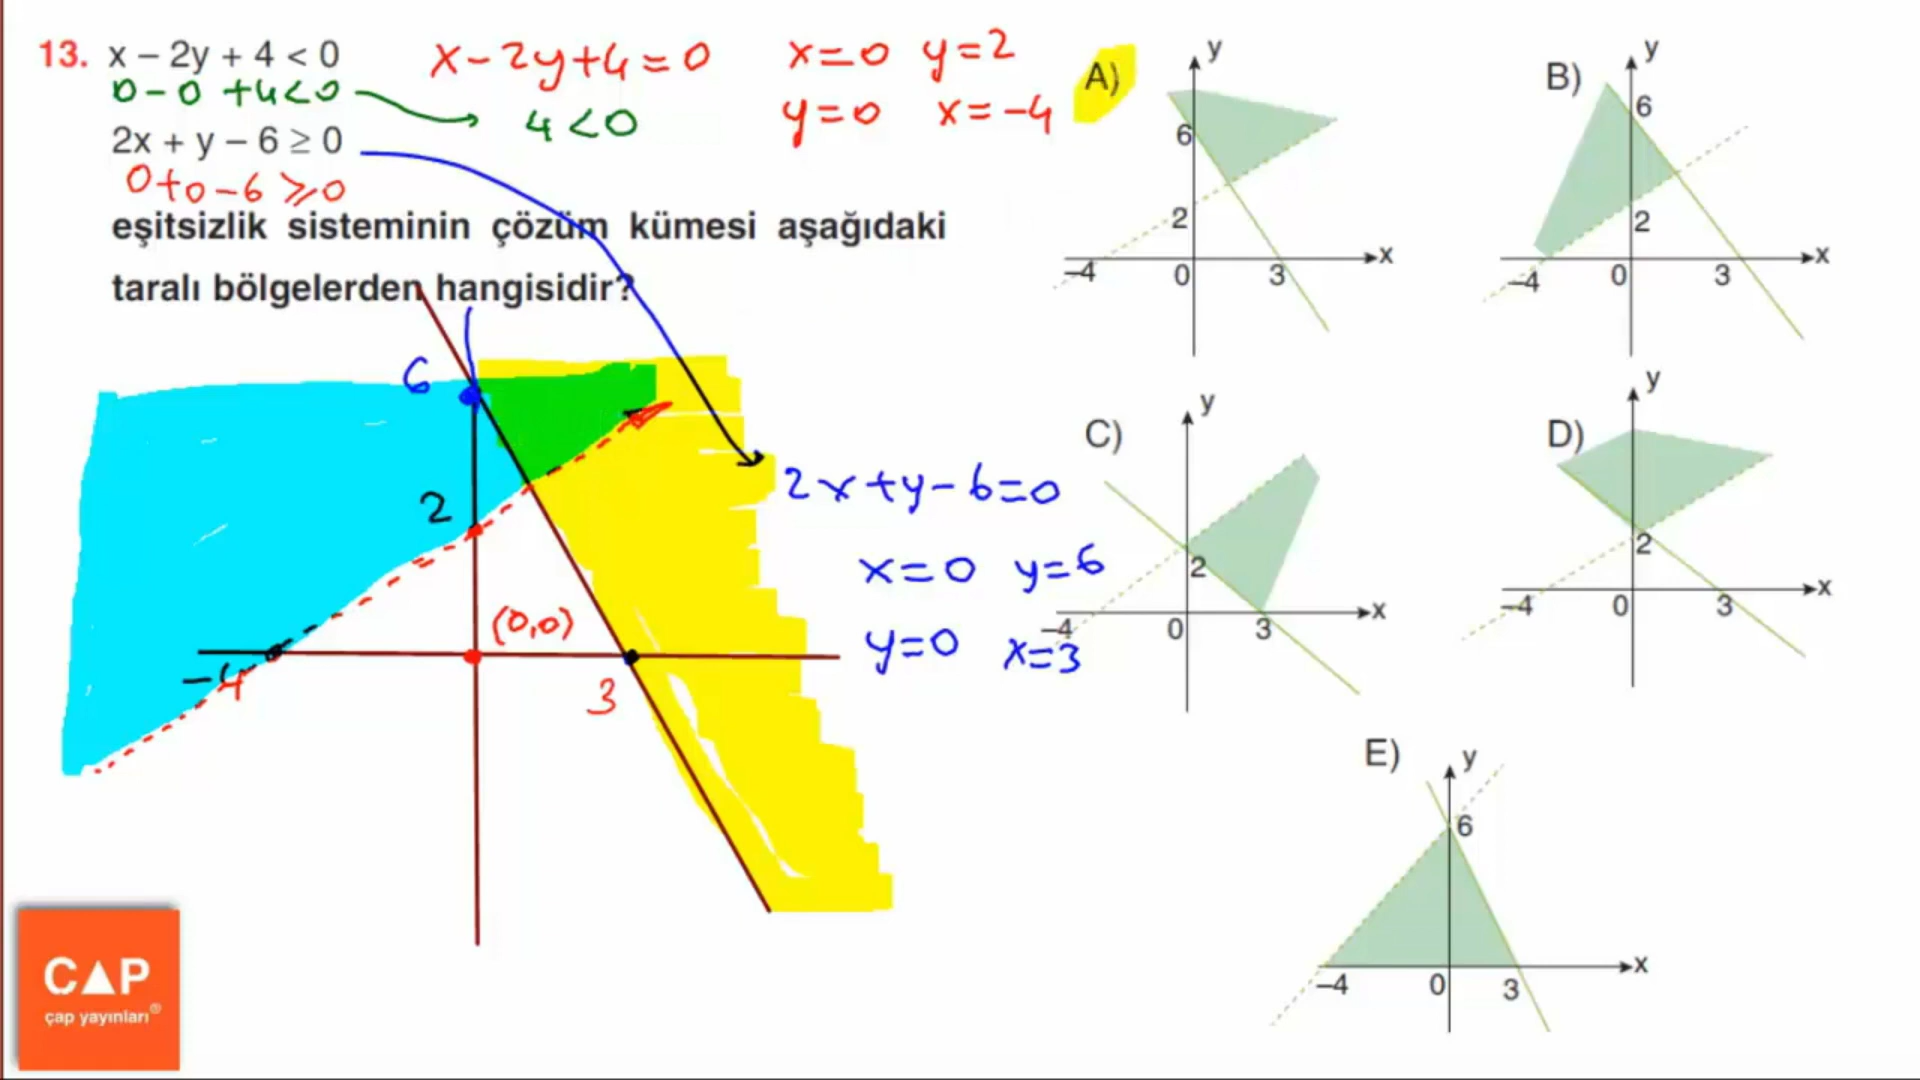 13. x – 2y + 4 < 0
0 – 0 + 4 < 0
2x + y – 6 ≥ 0
0 + 0 – 6 ≥ 0
eşitsizlik sisteminin çözüm kümesi aşağıdaki
taralı bölgelerden hangisidir?
x – 2y + 4 = 0
4 < 0
x = 0 y = 2
y = 0 x = –4
6
2
(0,0)
–4
3
2x + y – 6 = 0
x = 0 y = 6
y = 0 x = 3
A)
y
6
2
–4
0
3
x
B)
y
6
2
–4
0
3
x
C)
y
2
–4
0
3
x
D)
y
2
–4
0
3
x
E)
y
6
–4
0
3
x
CAP
çap yayınları®